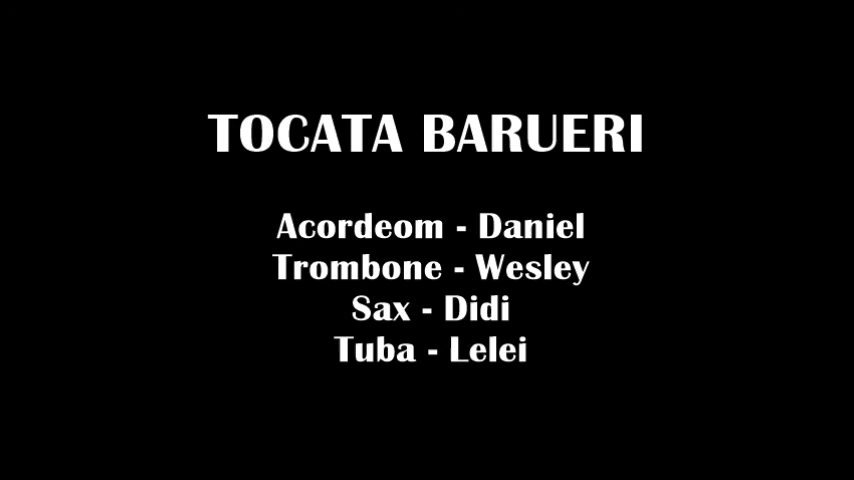 TOCATA BARUERI
Acordeom - Daniel
Trombone - Wesley
Sax - Didi
Tuba - Lelei